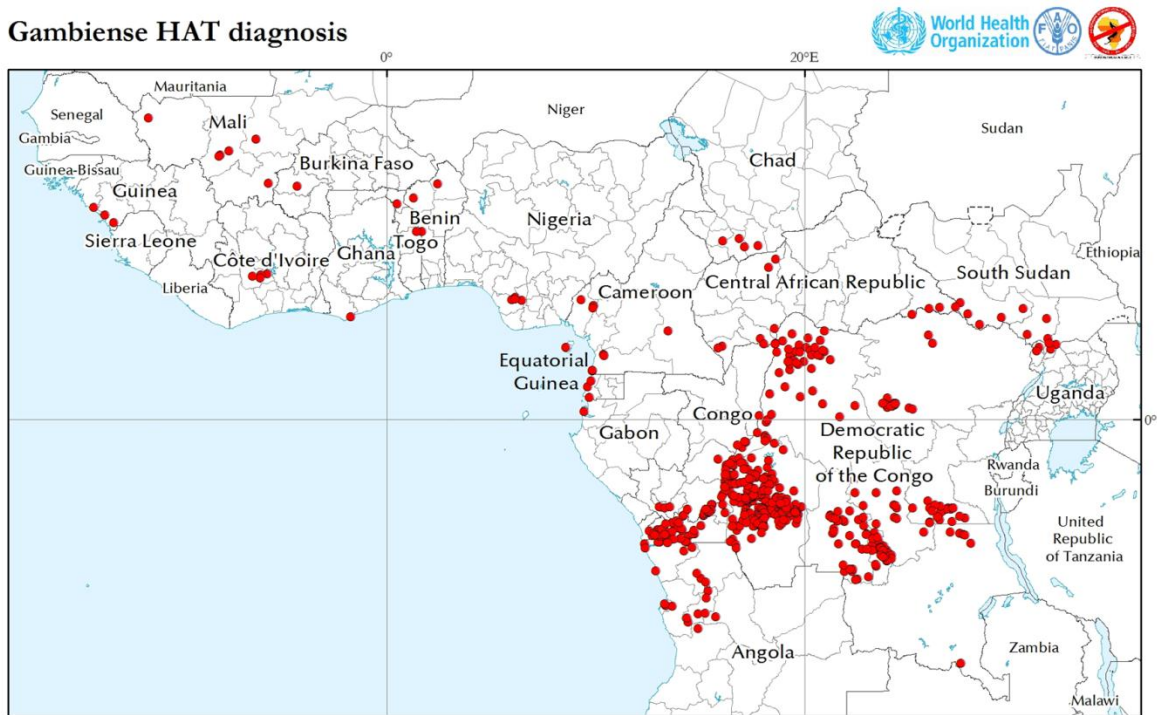 Gambiense HAT diagnosis
World Health
Organization
F A O
FIAT PANIS
0°
20°E
Mauritania
Senegal
Mali
Niger
Sudan
Gambia
Chad
Burkina Faso
Guinea-Bissau
Guinea
Benin
Nigeria
Sierra Leone
Togo
Ghana
Côte d'Ivoire
Ethiopia
South Sudan
Liberia
Cameroon
Central African Republic
Equatorial
Guinea
Uganda
Congo
0°
Gabon
Democratic
Republic
of the Congo
Rwanda
Burundi
United
Republic
of Tanzania
Angola
Zambia
Malawi